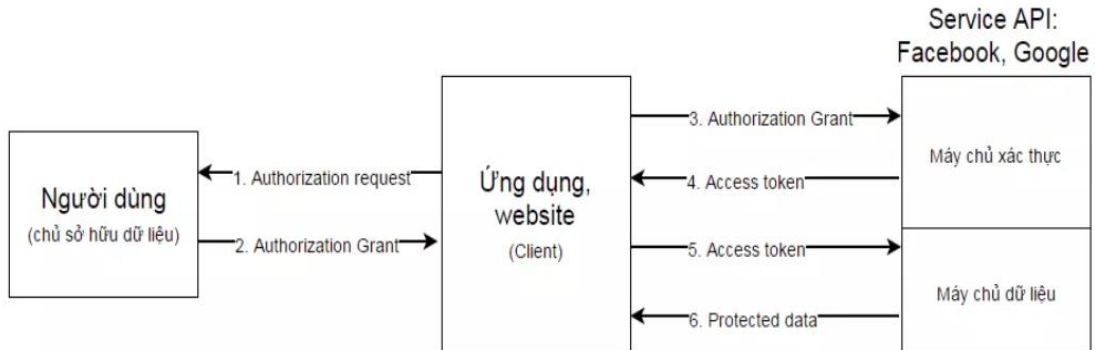 Service API:
Facebook, Google
Người dùng
(chủ sở hữu dữ liệu)
1. Authorization request
2. Authorization Grant
Ứng dụng,
website
(Client)
3. Authorization Grant
4. Access token
5. Access token
6. Protected data
Máy chủ xác thực
Máy chủ dữ liệu